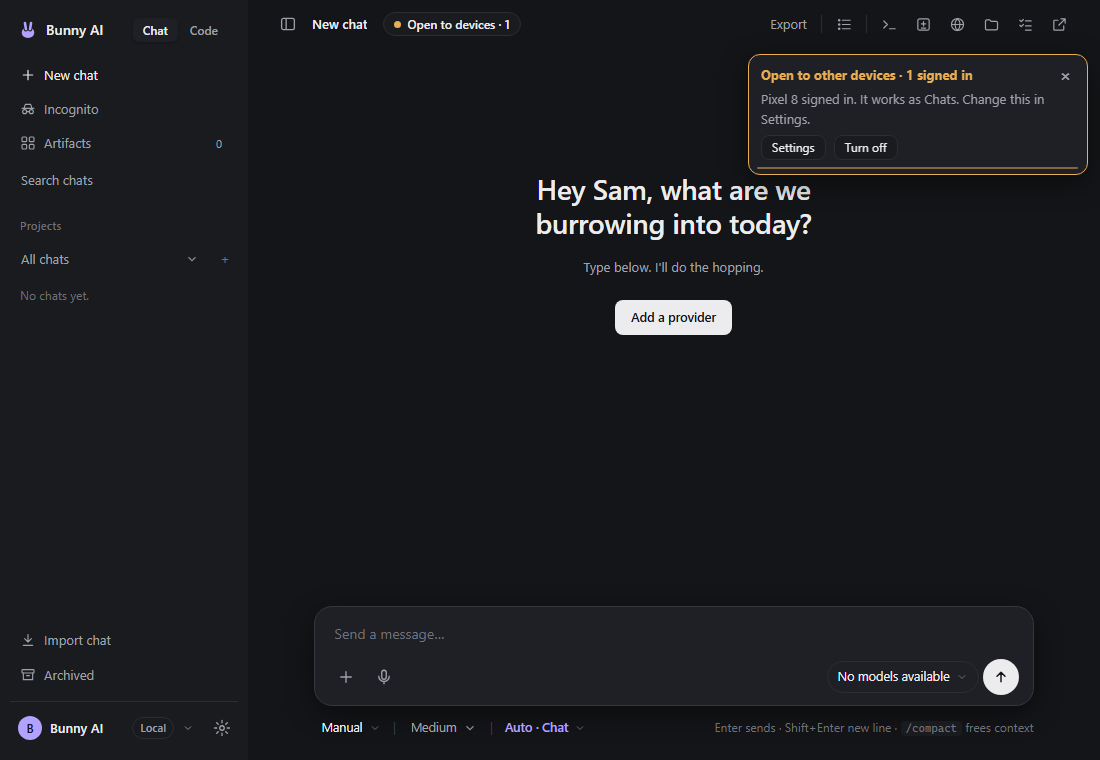 Bunny AI
Chat
Code
New chat
Incognito
Artifacts
0
Search chats
Projects
All chats
No chats yet.
Import chat
Archived
B
Bunny AI
Local
New chat
Open to devices · 1
Export
Open to other devices · 1 signed in
Pixel 8 signed in. It works as Chats. Change this in
Settings.
Settings
Turn off
Hey Sam, what are we
burrowing into today?
Type below. I'll do the hopping.
Add a provider
Send a message...
No models available
Manual
Medium
Auto · Chat
Enter sends · Shift+Enter new line · /compact frees context